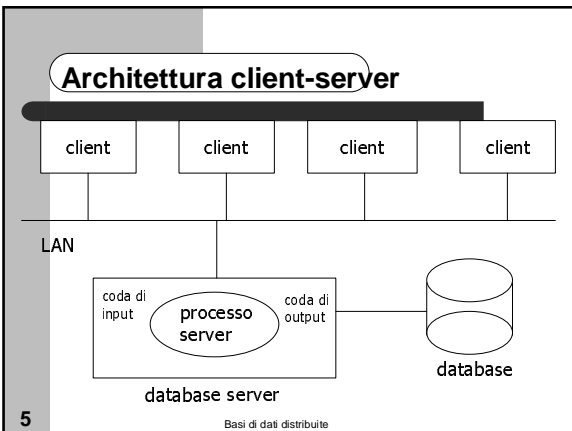 Architettura client-server
client client client client
LAN
coda di
input
processo
server
coda di
output
database server
database
5
Basi di dati distribuite